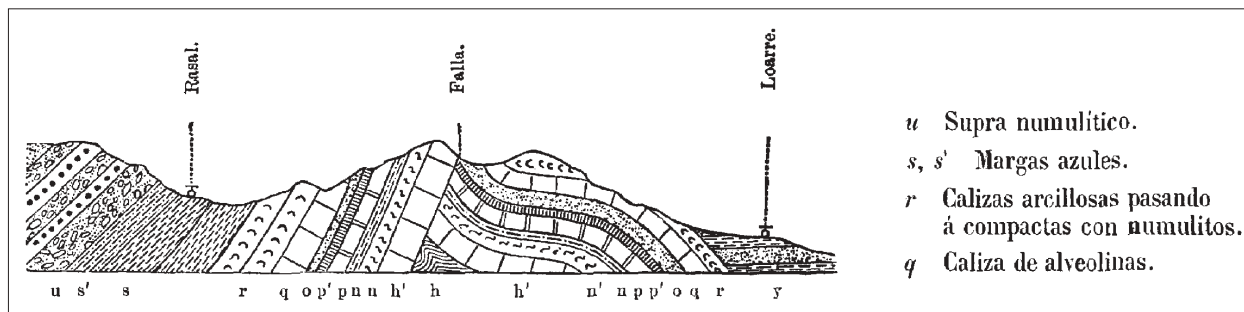 Rasal.
Falla.
Loarre.
u s' s r q o p' p n n h' h h' n' n p p' o q r y
u Supra numulítico.
s, s' Margas azules.
r Calizas arcillosas pasando
á compactas con numulitos.
q Caliza de alveolinas.